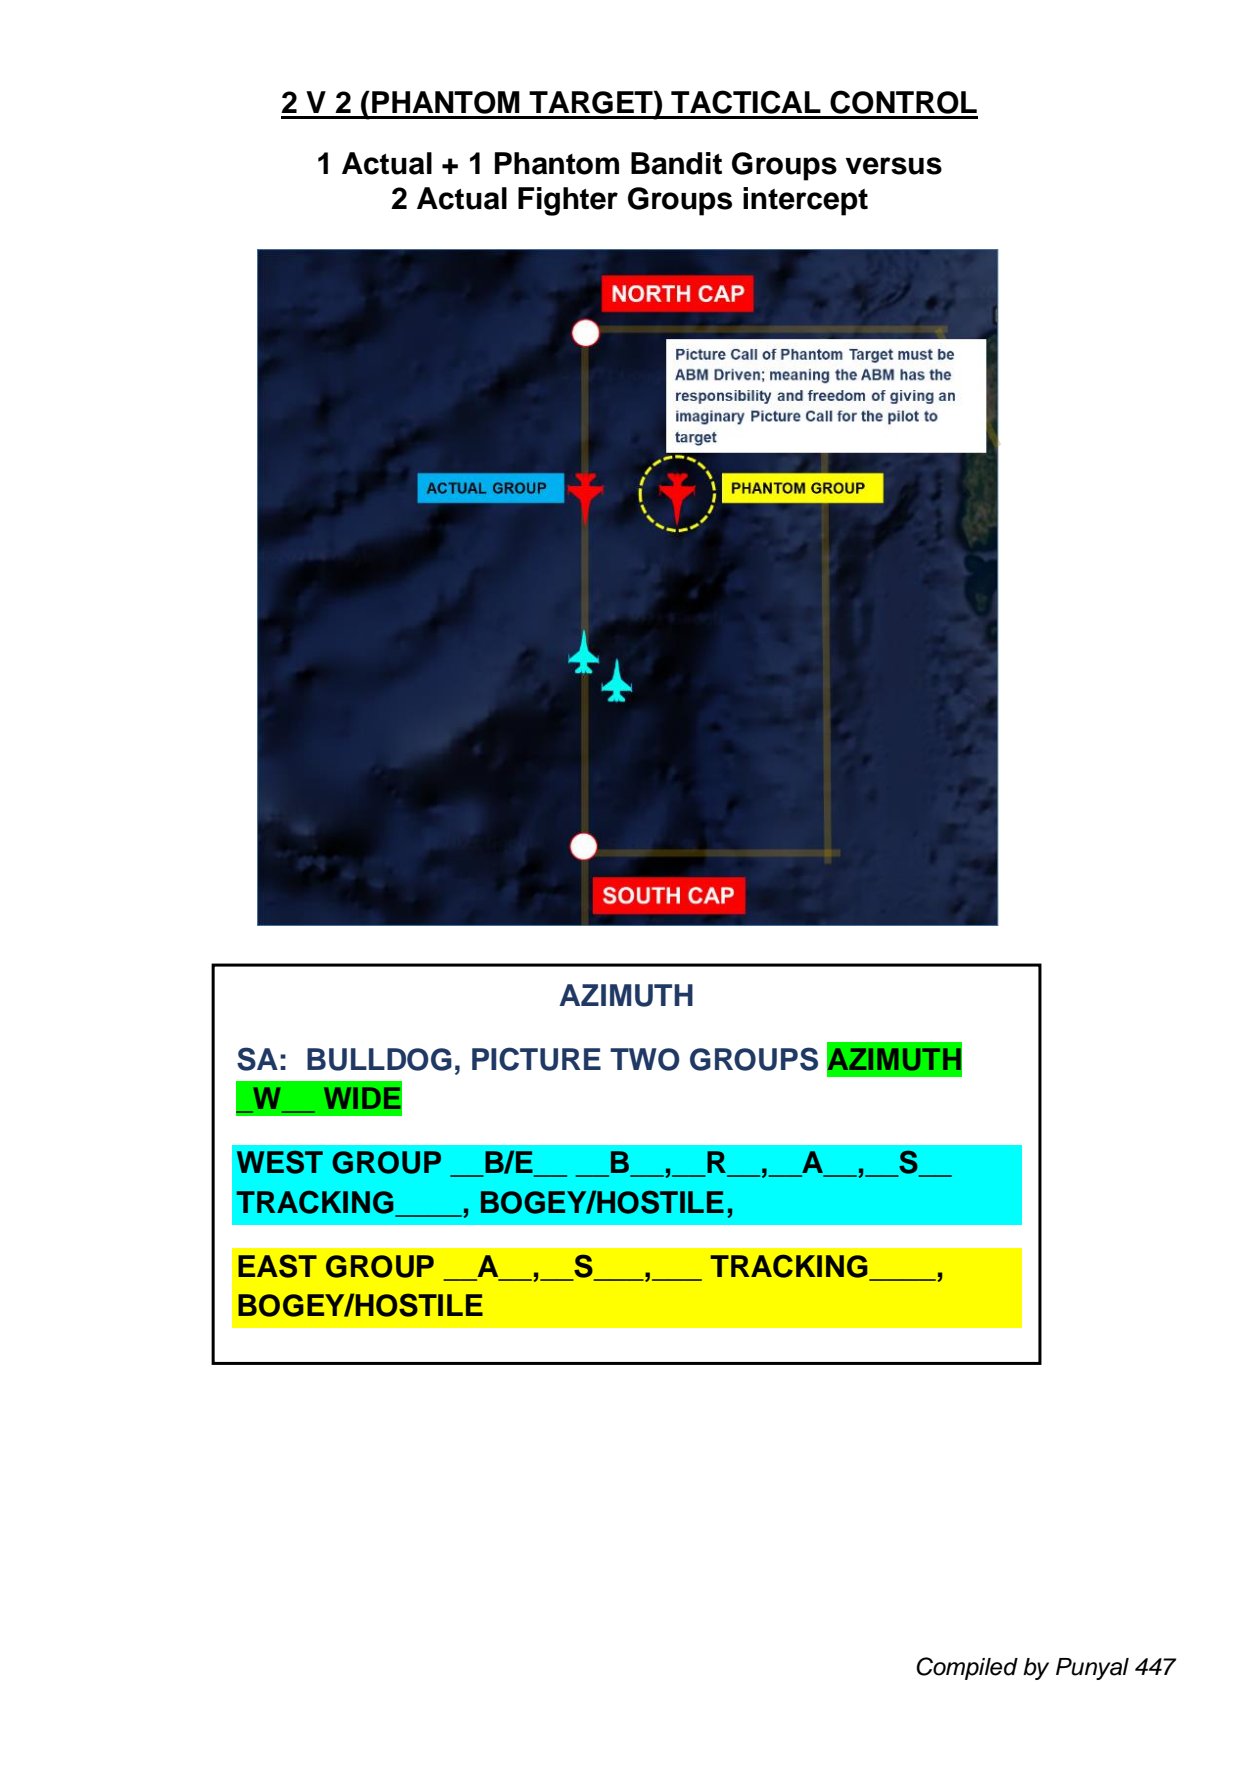 2 V 2 (PHANTOM TARGET) TACTICAL CONTROL
1 Actual + 1 Phantom Bandit Groups versus
2 Actual Fighter Groups intercept
NORTH CAP
Picture Call of Phantom Target must be
ABM Driven; meaning the ABM has the
responsibility and freedom of giving an
imaginary Picture Call for the pilot to
target
ACTUAL GROUP
PHANTOM GROUP
SOUTH CAP
AZIMUTH
SA: BULLDOG, PICTURE TWO GROUPS AZIMUTH
_W__ WIDE
WEST GROUP __B/E__ __B__,__R__,__A__,__S__
TRACKING____, BOGEY/HOSTILE,
EAST GROUP __A__,__S___,___ TRACKING____,
BOGEY/HOSTILE
Compiled by Punyal 447